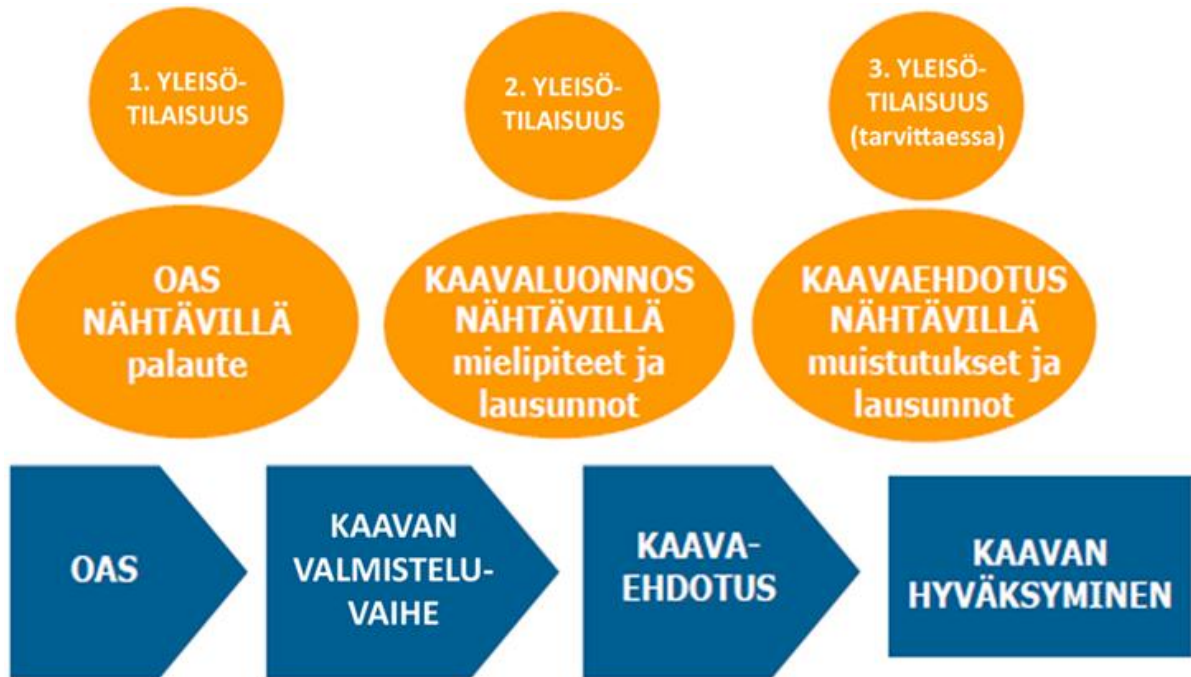 1. YLEISÖ-
TILAISUUS
2. YLEISÖ-
TILAISUUS
3. YLEISÖ-
TILAISUUS
(tarvittaessa)
OAS
NÄHTÄVILLÄ
palaute
KAAVALUONNOS
NÄHTÄVILLÄ
mielipiteet ja
lausunnot
KAAVAEHDOTUS
NÄHTÄVILLÄ
muistutukset ja
lausunnot
OAS
KAAVAN
VALMISTELU-
VAIHE
KAAVA-
EHDOTUS
KAAVAN
HYVÄKSYMINEN